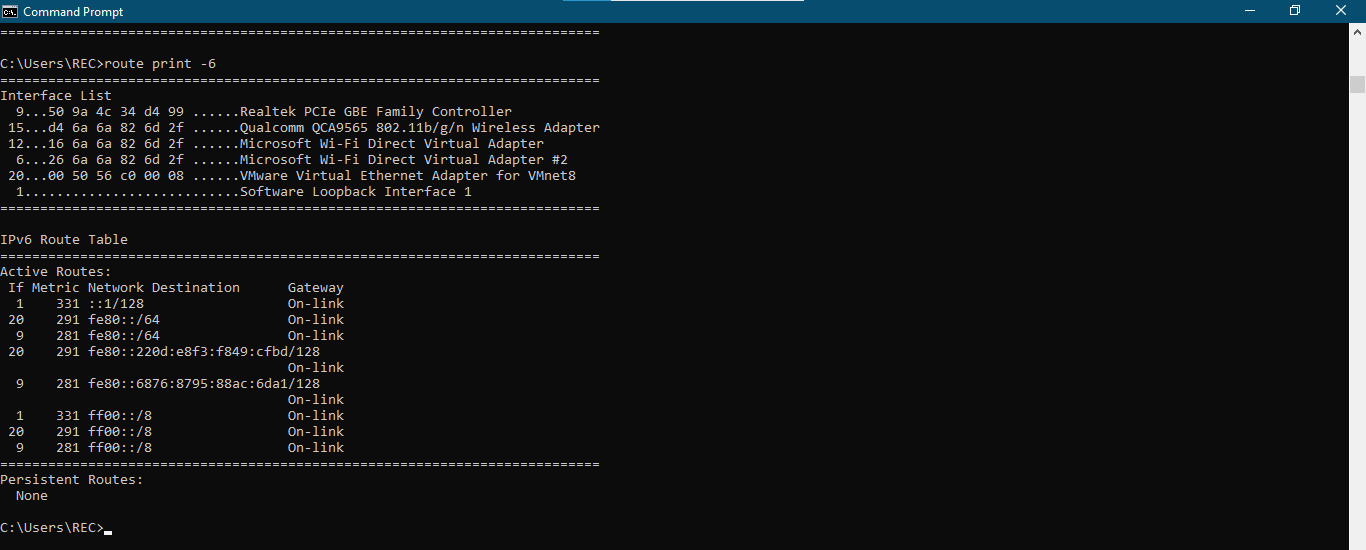 Command Prompt
===========================================================================

C:\Users\REC>route print -6
===========================================================================
Interface List
  9...50 9a 4c 34 d4 99 ......Realtek PCIe GBE Family Controller
 15...d4 6a 6a 82 6d 2f ......Qualcomm QCA9565 802.11b/g/n Wireless Adapter
 12...16 6a 6a 82 6d 2f ......Microsoft Wi-Fi Direct Virtual Adapter
  6...26 6a 6a 82 6d 2f ......Microsoft Wi-Fi Direct Virtual Adapter #2
 20...00 50 56 c0 00 08 ......VMware Virtual Ethernet Adapter for VMnet8
  1...........................Software Loopback Interface 1
===========================================================================

IPv6 Route Table
===========================================================================
Active Routes:
 If Metric Network Destination      Gateway
  1    331 ::1/128                  On-link
 20    291 fe80::/64                On-link
  9    281 fe80::/64                On-link
 20    291 fe80::220d:e8f3:f849:cfbd/128
                                    On-link
  9    281 fe80::6876:8795:88ac:6da1/128
                                    On-link
  1    331 ff00::/8                 On-link
 20    291 ff00::/8                 On-link
  9    281 ff00::/8                 On-link
===========================================================================
Persistent Routes:
  None

C:\Users\REC>